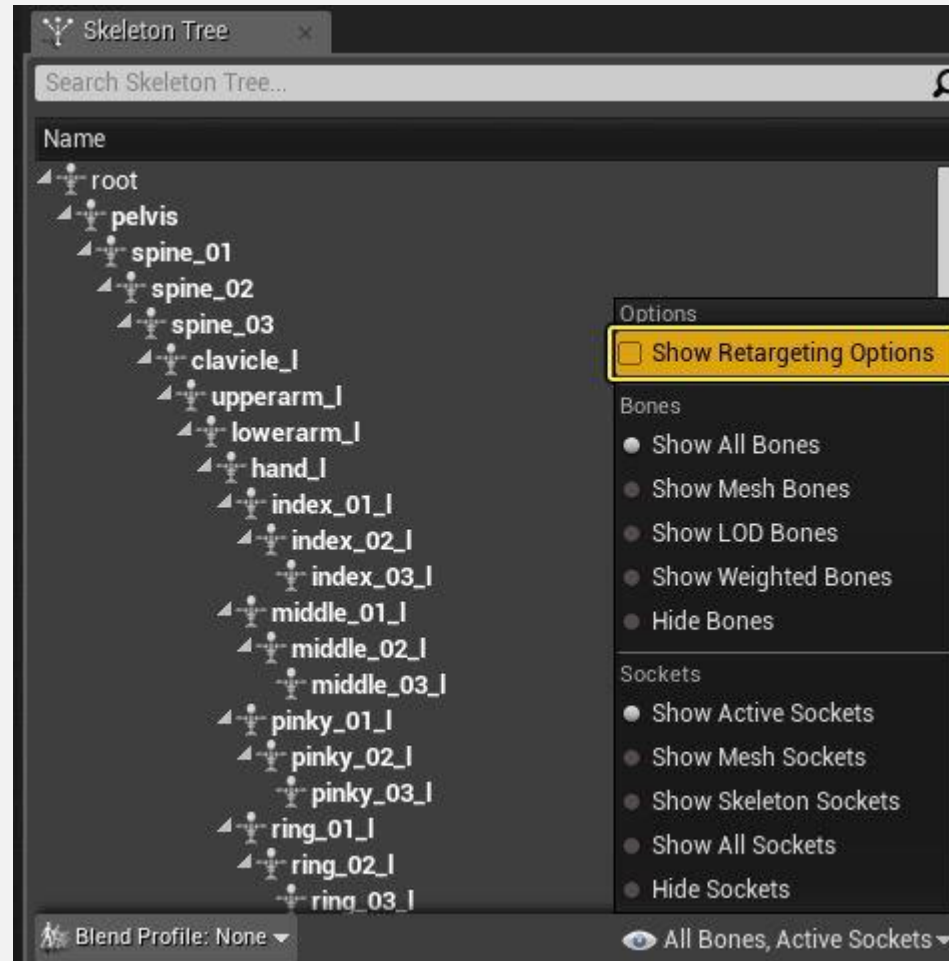 Skeleton Tree
Search Skeleton Tree...
Name
root
pelvis
spine_01
spine_02
spine_03
clavicle_l
upperarm_l
lowerarm_l
hand_l
index_01_l
index_02_l
index_03_l
middle_01_l
middle_02_l
middle_03_l
pinky_01_l
pinky_02_l
pinky_03_l
ring_01_l
ring_02_l
ring_03_l
Options
Show Retargeting Options
Bones
Show All Bones
Show Mesh Bones
Show LOD Bones
Show Weighted Bones
Hide Bones
Sockets
Show Active Sockets
Show Mesh Sockets
Show Skeleton Sockets
Show All Sockets
Hide Sockets
Blend Profile: None
All Bones, Active Sockets